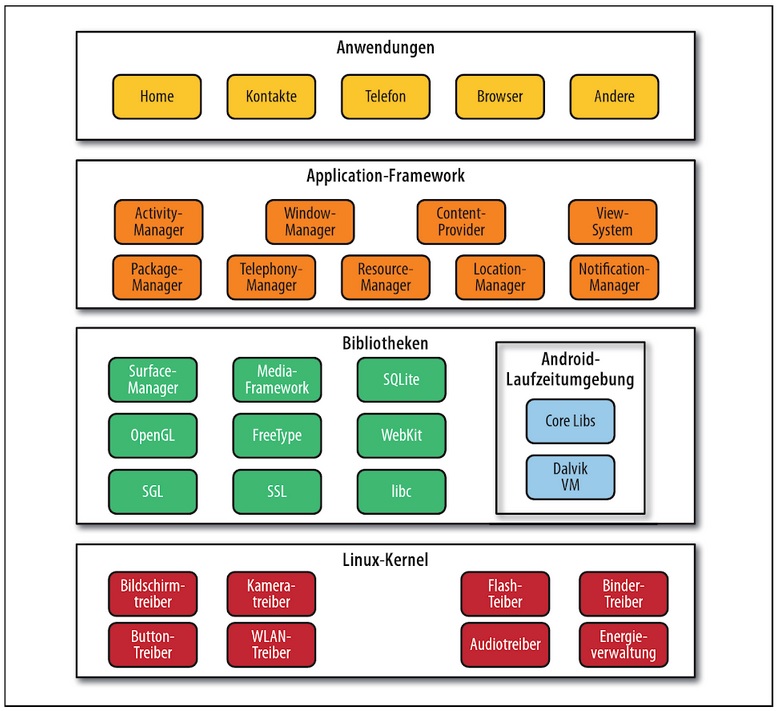 Anwendungen
Home
Kontakte
Telefon
Browser
Andere
Application-Framework
Activity-
Manager
Window-
Manager
Content-
Provider
View-
System
Package-
Manager
Telephony-
Manager
Resource-
Manager
Location-
Manager
Notification-
Manager
Bibliotheken
Surface-
Manager
Media-
Framework
SQLite
OpenGL
FreeType
WebKit
SGL
SSL
libc
Android-
Laufzeitumgebung
Core Libs
Dalvik
VM
Linux-Kernel
Bildschirm-
treiber
Kamera-
treiber
Flash-
Teiber
Binder-
Treiber
Button-
Treiber
WLAN-
Treiber
Audiotreiber
Energie-
verwaltung